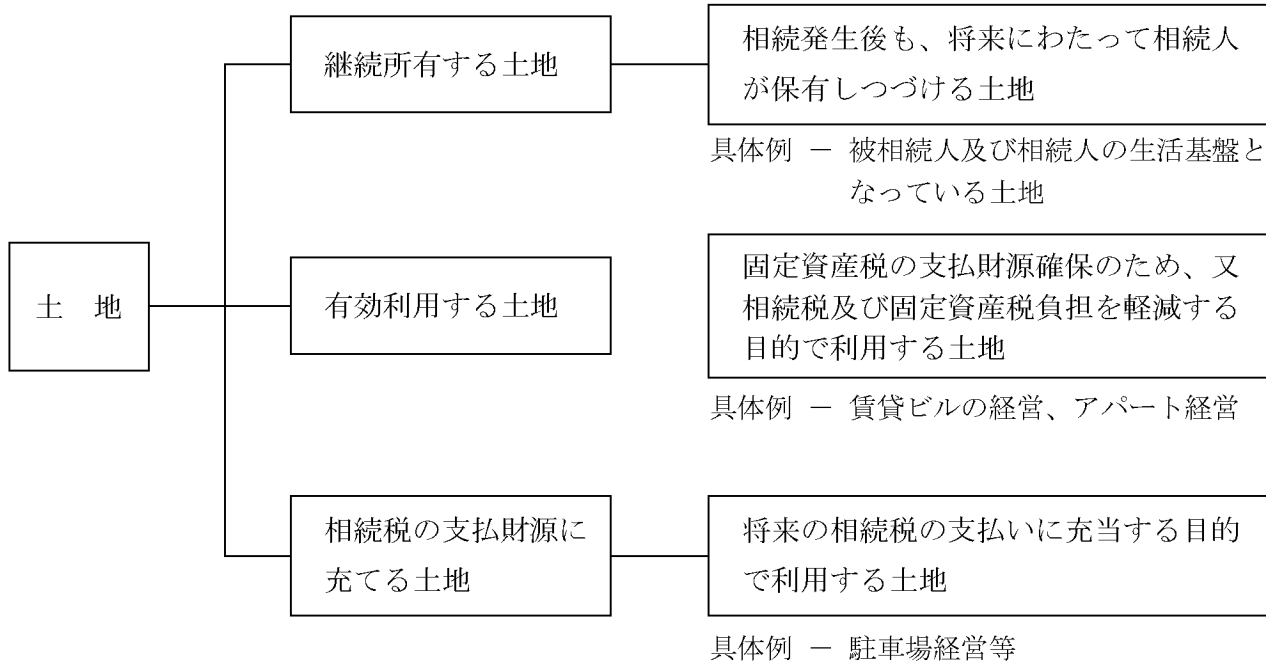 継続所有する土地
相続発生後も、将来にわたって相続人
が保有しつづける土地
具体例 － 被相続人及び相続人の生活基盤と
なっている土地
土　地
有効利用する土地
固定資産税の支払財源確保のため、又
相続税及び固定資産税負担を軽減する
目的で利用する土地
具体例 － 賃貸ビルの経営、アパート経営
相続税の支払財源に
充てる土地
将来の相続税の支払いに充当する目的
で利用する土地
具体例 － 駐車場経営等